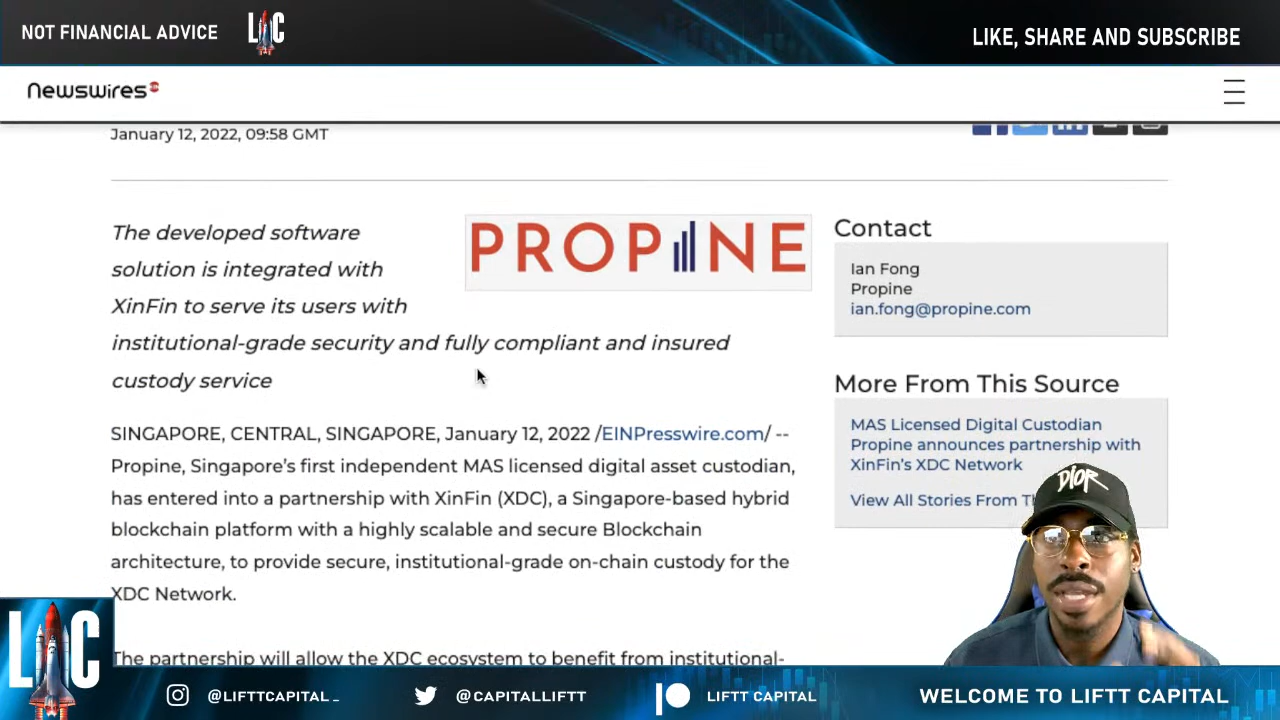 NOT FINANCIAL ADVICE
LC
LIKE, SHARE AND SUBSCRIBE
Newswires
January 12, 2022, 09:58 GMT
The developed software
solution is integrated with
XinFin to serve its users with
institutional-grade security and fully compliant and insured
custody service
PROPINE
SINGAPORE, CENTRAL, SINGAPORE, January 12, 2022 /EINPresswire.com/ --
Propine, Singapore's first independent MAS licensed digital asset custodian,
has entered into a partnership with XinFin (XDC), a Singapore-based hybrid
blockchain platform with a highly scalable and secure Blockchain
architecture, to provide secure, institutional-grade on-chain custody for the
XDC Network.
The partnership will allow the XDC ecosystem to benefit from institutional-
Contact
Ian Fong
Propine
ian.fong@propine.com
More From This Source
MAS Licensed Digital Custodian
Propine announces partnership with
XinFin's XDC Network
View All Stories From
DIOR
LC
@LIFTTCAPITAL_
@CAPITALLIFTT
LIFTT CAPITAL
WELCOME TO LIFTT CAPITAL